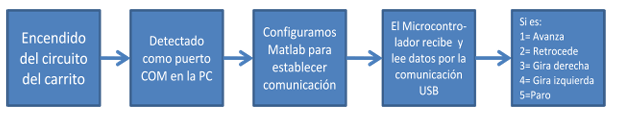 Encendido
del circuito
del carrito
Detectado
como puerto
COM en la PC
Configuramos
Matlab para
establecer
comunicación
El Microcontro-
lador recibe y
lee datos por la
comunicación
USB
Si es:
1= Avanza
2= Retrocede
3= Gira derecha
4= Gira izquierda
5=Paro